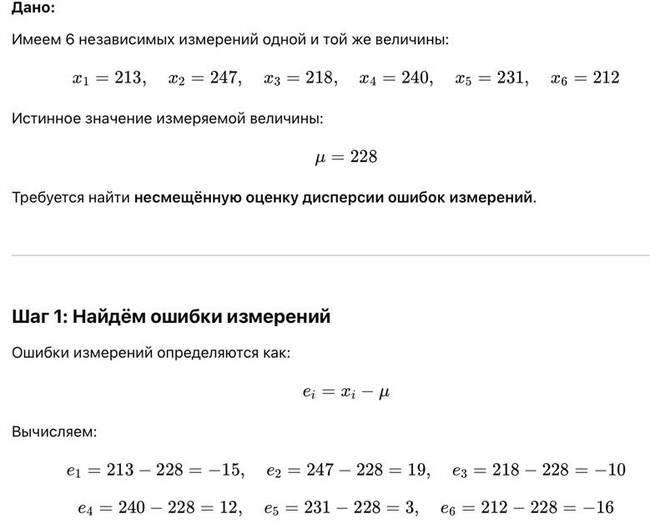 Дано:
Имеем 6 независимых измерений одной и той же величины:
x₁ = 213, x₂ = 247, x₃ = 218, x₄ = 240, x₅ = 231, x₆ = 212
Истинное значение измеряемой величины:
μ = 228
Требуется найти несмещённую оценку дисперсии ошибок измерений.
Шаг 1: Найдём ошибки измерений
Ошибки измерений определяются как:
eᵢ = xᵢ − μ
Вычисляем:
e₁ = 213 − 228 = −15, e₂ = 247 − 228 = 19, e₃ = 218 − 228 = −10
e₄ = 240 − 228 = 12, e₅ = 231 − 228 = 3, e₆ = 212 − 228 = −16